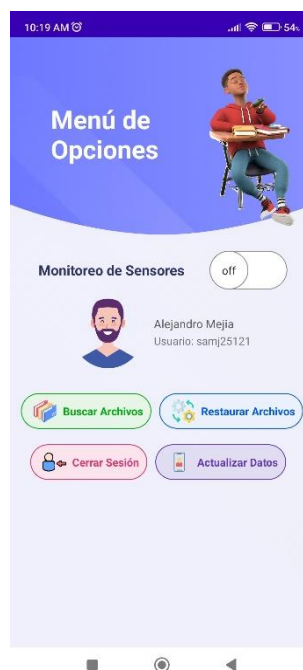 10:19 AM 54%
Menú de
Opciones
Monitoreo de Sensores off
Alejandro Mejia
Usuario: samj25121
Buscar Archivos Restaurar Archivos
Cerrar Sesión Actualizar Datos